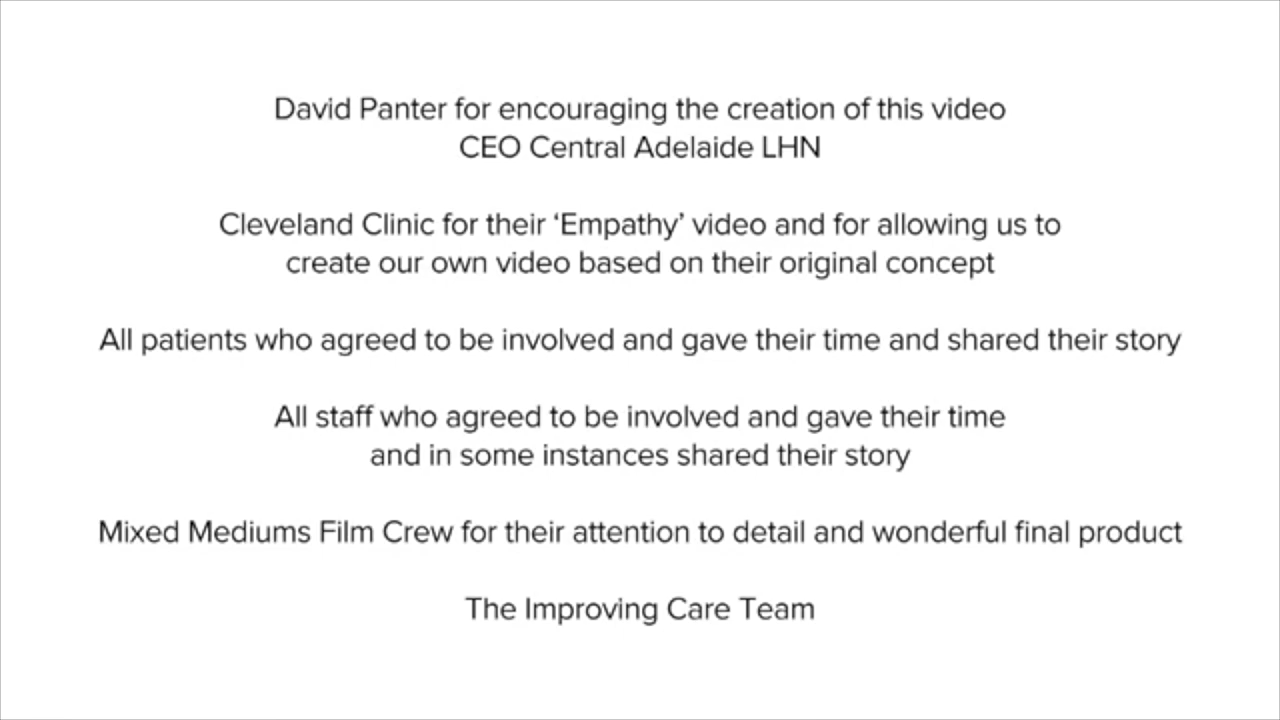 David Panter for encouraging the creation of this video
CEO Central Adelaide LHN
Cleveland Clinic for their ‘Empathy’ video and for allowing us to
create our own video based on their original concept
All patients who agreed to be involved and gave their time and shared their story
All staff who agreed to be involved and gave their time
and in some instances shared their story
Mixed Mediums Film Crew for their attention to detail and wonderful final product
The Improving Care Team